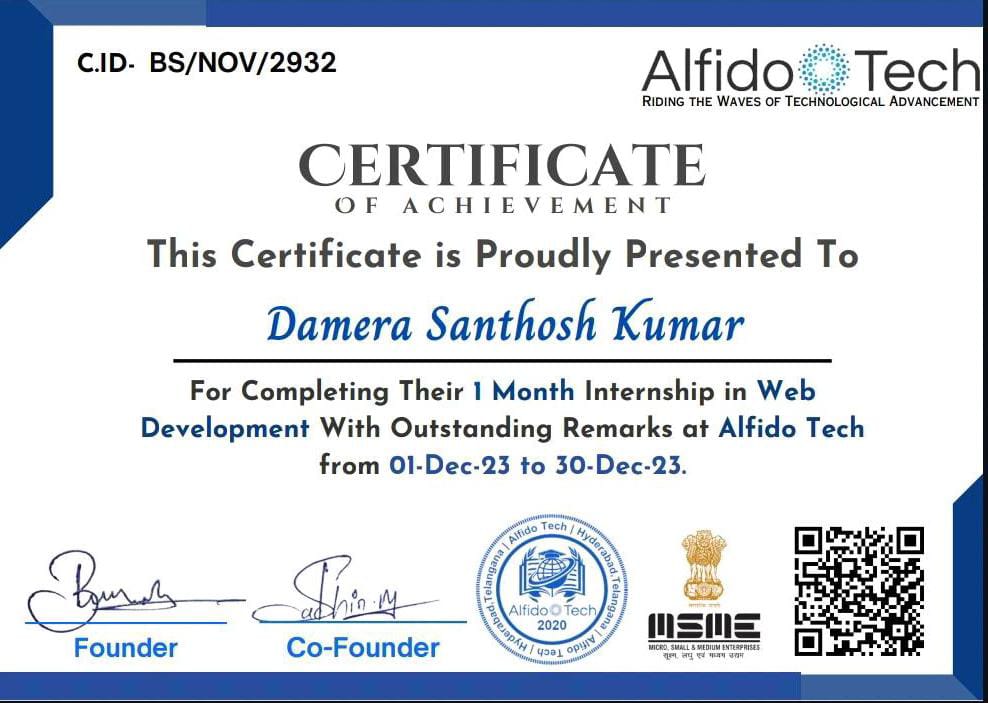 C.ID- BS/NOV/2932
Alfido Tech
RIDING THE WAVES OF TECHNOLOGICAL ADVANCEMENT
CERTIFICATE
OF ACHIEVEMENT
This Certificate is Proudly Presented To
Damera Santhosh Kumar
For Completing Their 1 Month Internship in Web
Development With Outstanding Remarks at Alfido Tech
from 01-Dec-23 to 30-Dec-23.
Sachin.M
Founder
Co-Founder
Alfido Tech | Hyderabad,Telangana | Alfido Tech | Hyderabad,Telangana |
Alfido Tech
2020
MSME
MICRO, SMALL & MEDIUM ENTERPRISES
सूक्ष्म, लघु एवं मध्यम उद्यम